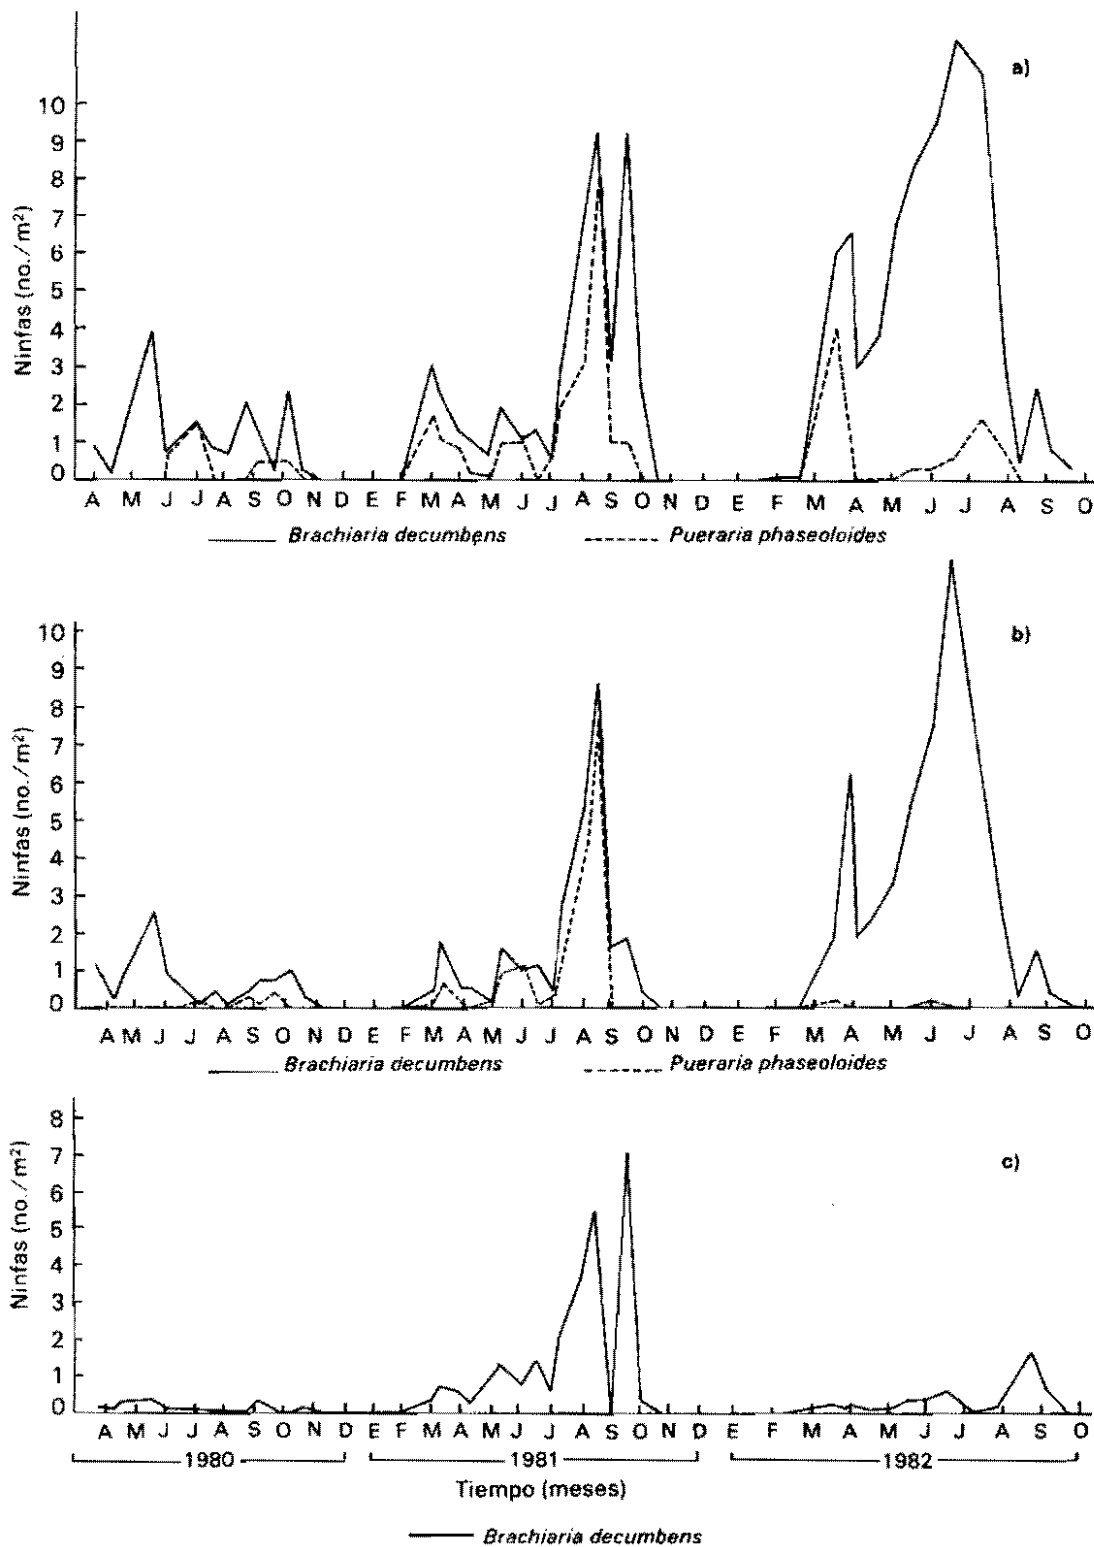 a)
Ninfas (no./m²)
10
9
8
7
6
5
4
3
2
1
0
A M J J A S O N D E F M A M J J A S O N D E F M A M J J A S O
Brachiaria decumbens Pueraria phaseoloides
b)
Ninfas (no./m²)
10
9
8
7
6
5
4
3
2
1
0
A M J J A S O N D E F M A M J J A S O N D E F M A M J J A S O
Brachiaria decumbens Pueraria phaseoloides
c)
Ninfas (no./m²)
8
7
6
5
4
3
2
1
0
A M J J A S O N D E F M A M J J A S O N D E F M A M J J A S O
1980 1981 1982
Tiempo (meses)
Brachiaria decumbens